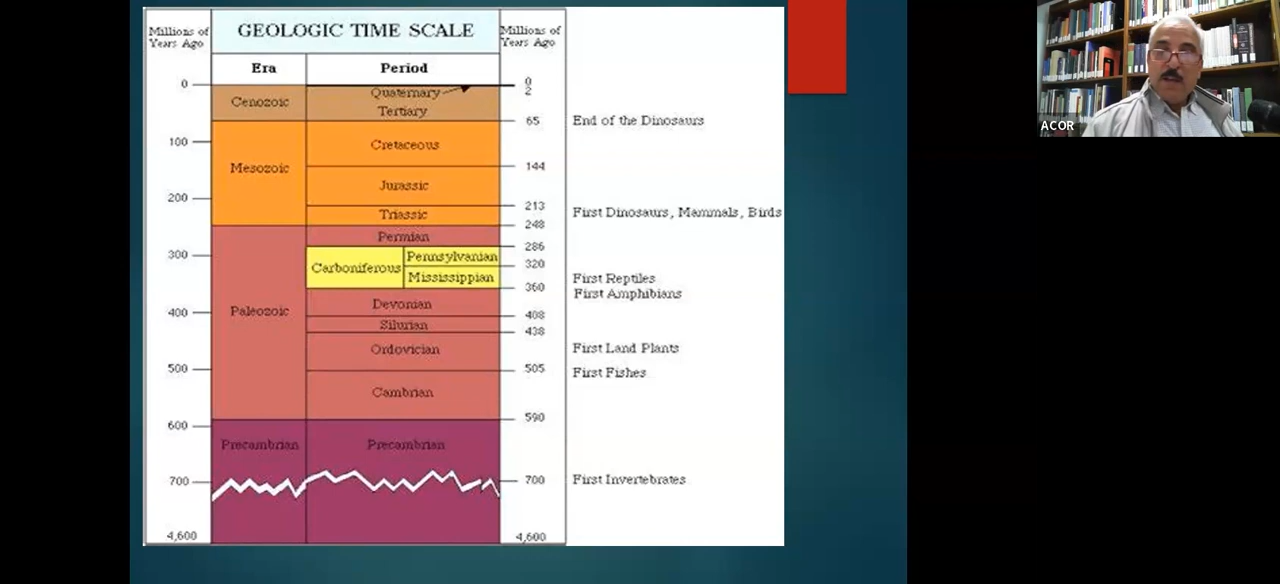 GEOLOGIC TIME SCALE
Millions of
Years Ago
Millions of
Years Ago
Era
Period
0
0
2
Quaternary
Cenozoic
Tertiary
65
End of the Dinosaurs
100
Cretaceous
Mesozoic
144
Jurassic
200
213
First Dinosaurs, Mammals, Birds
Triassic
248
Permian
286
300
Carboniferous
Pennsylvanian
320
Mississippian
First Reptiles
360
First Amphibians
Devonian
400
Paleozoic
408
Silurian
438
Ordovician
First Land Plants
500
505
First Fishes
Cambrian
590
600
Precambrian
Precambrian
700
700
First Invertebrates
4,600
4,600
ACOR